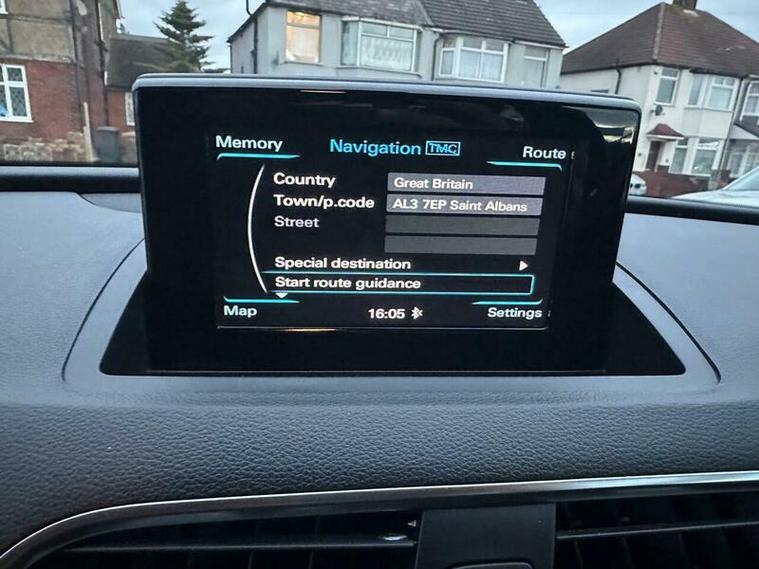 Memory
Navigation TMC
Route
Country
Great Britain
Town/p.code
AL3 7EP Saint Albans
Street
Special destination
Start route guidance
Map
16:05
Settings